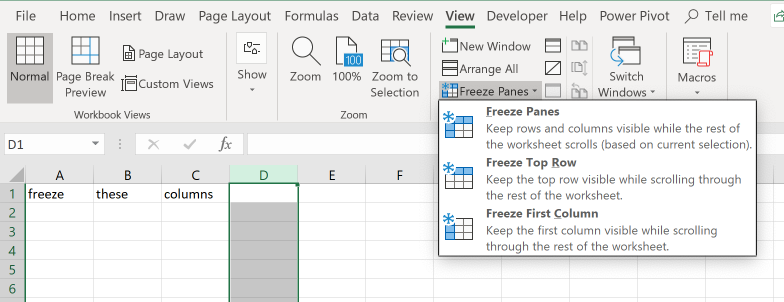 File Home Insert Draw Page Layout Formulas Zoom Data Review View Developer Help Power Pivot Tell me
Normal
Page Break Preview
Page Layout
Custom Views
Workbook Views
Show
Zoom
100
100%
Zoom to Selection
Zoom
New Window
Arrange All
Freeze Panes
Switch Windows
Macros
Macros
Freeze Panes
Keep rows and columns visible while the rest of
the worksheet scrolls (based on current selection).
Freeze Top Row
Keep the top row visible while scrolling through
the rest of the worksheet.
Freeze First Column
Keep the first column visible while scrolling
through the rest of the worksheet.
D1 fx
A B C D E F
1 freeze these columns
2
3
4
5
6